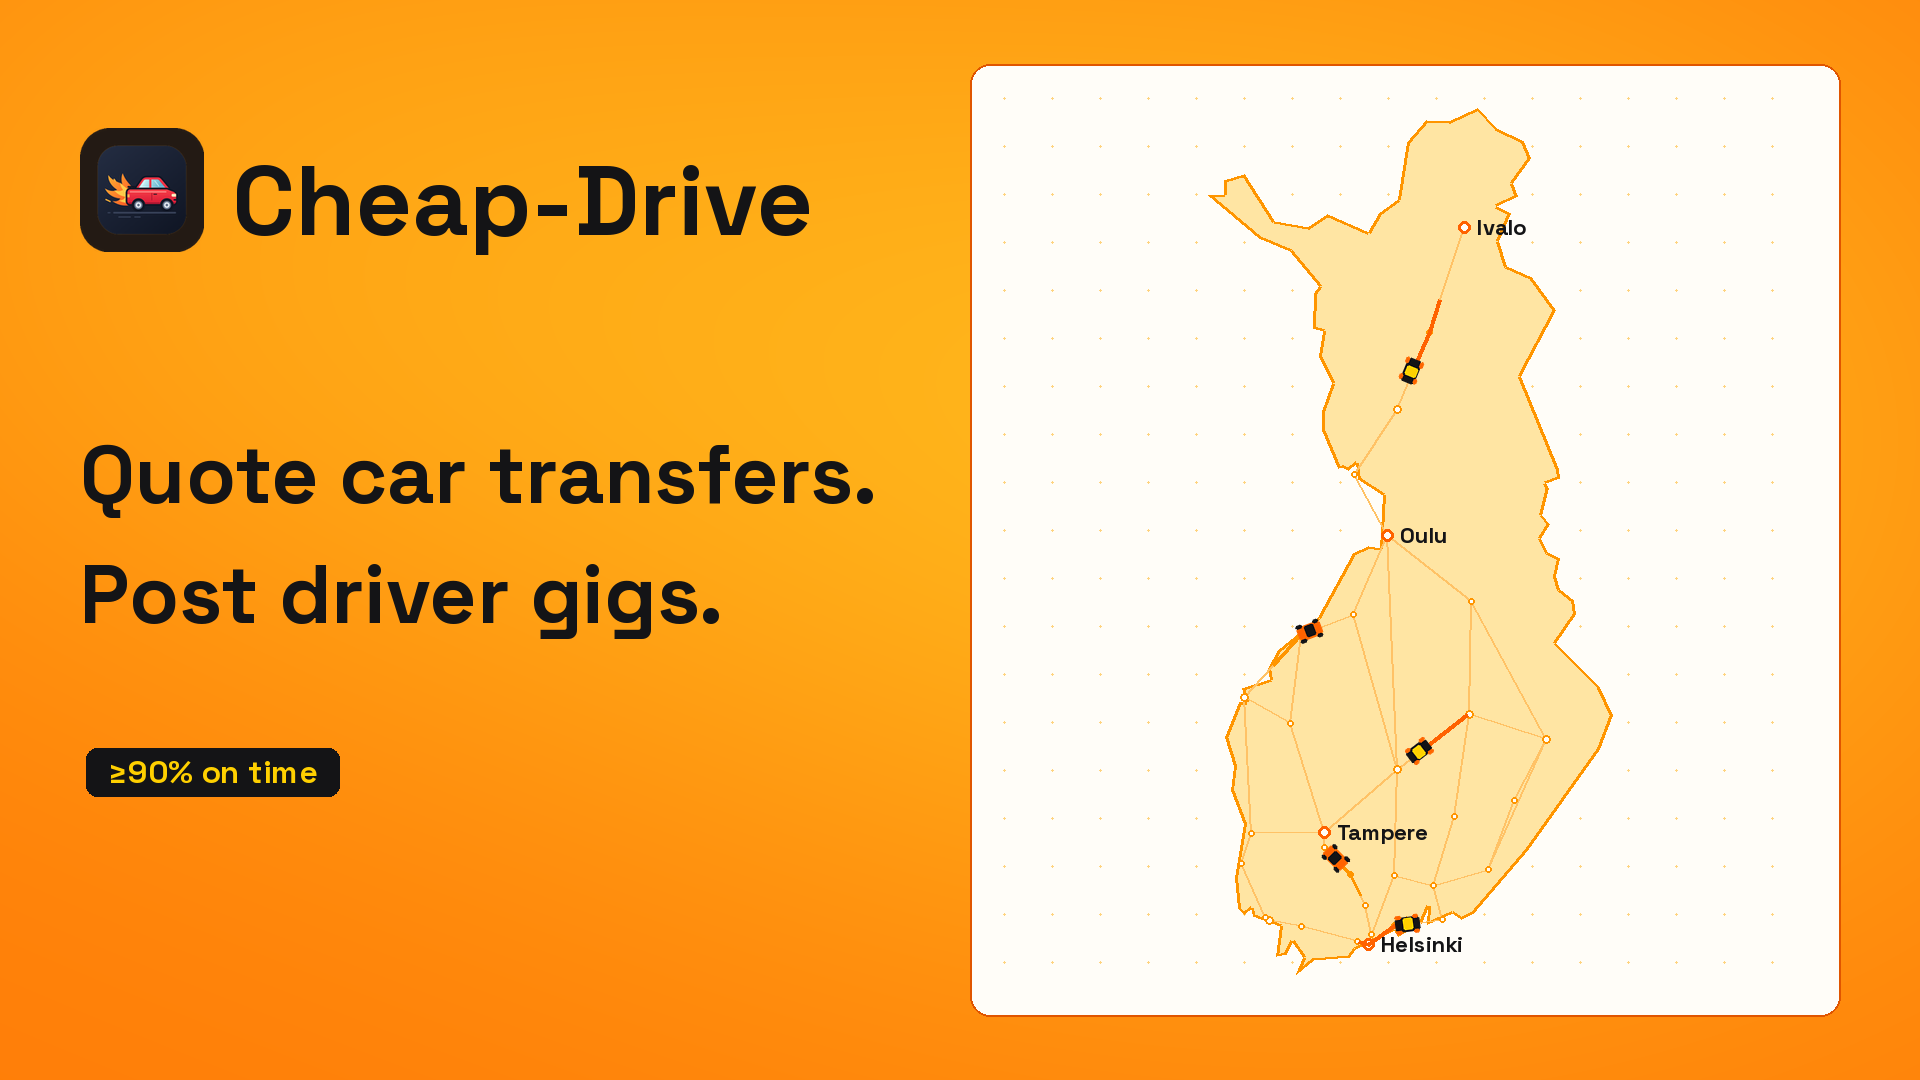 Cheap-Drive
Quote car transfers.
Post driver gigs.
≥90% on time
Ivalo
Oulu
Tampere
Helsinki